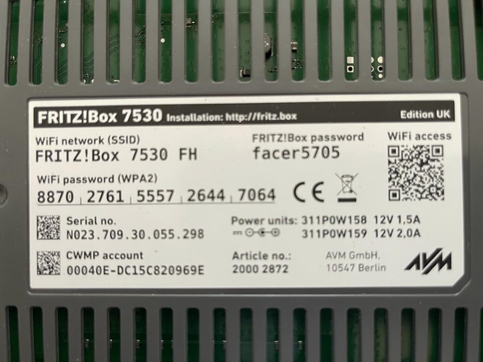 FRITZ!Box 7530 Installation: http://fritz.box Edition UK
WiFi network (SSID) FRITZ!Box password WiFi access
FRITZ!Box 7530 FH facer5705
WiFi password (WPA2)
8870 2761 5557 2644 7064 CE
Serial no. Power units: 311P0W158 12V 1,5A
N023.709.30.055.298 311P0W159 12V 2,0A
CWMP account Article no.: AVM GmbH,
00040E-DC15C820969E 2000 2872 10547 Berlin AVM